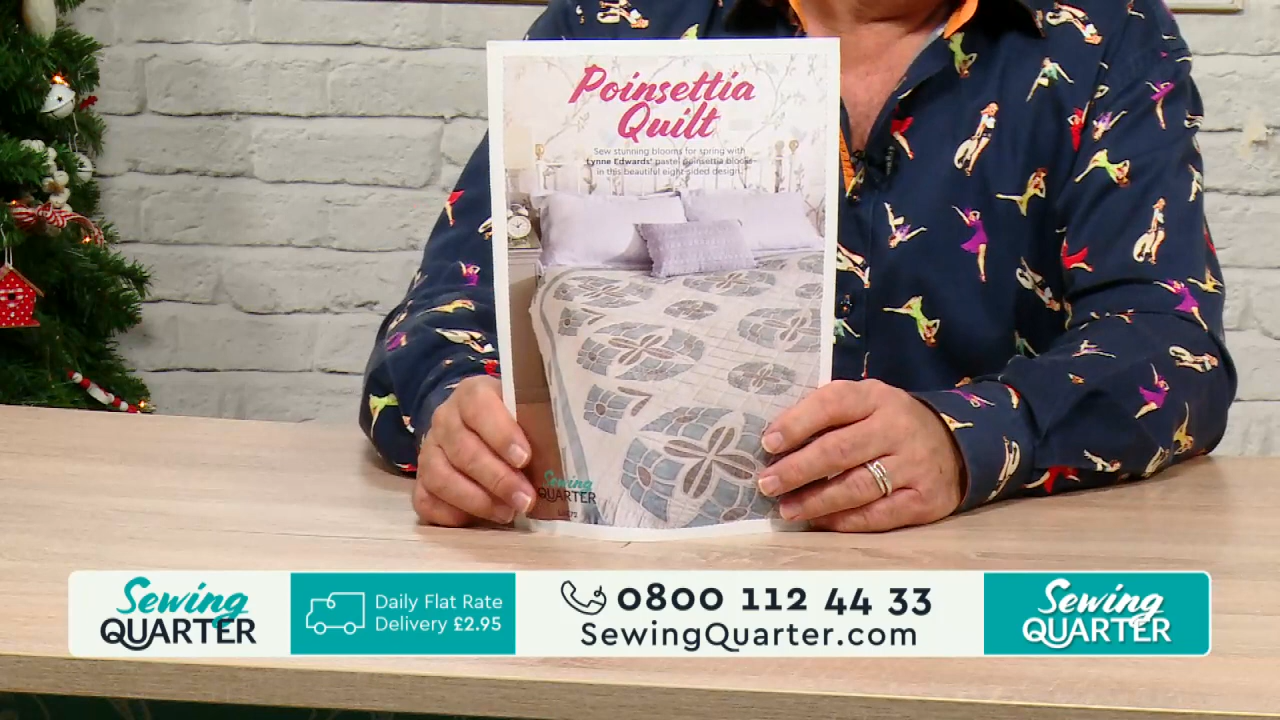 Poinsettia
Quilt
Sew stunning blooms for spring with
Lynne Edwards' pastel poinsettia blocks
in this beautiful eight-sided design.
Sewing
QUARTER
Sewing
QUARTER
Daily Flat Rate
Delivery £2.95
0800 112 44 33
SewingQuarter.com
Sewing
QUARTER